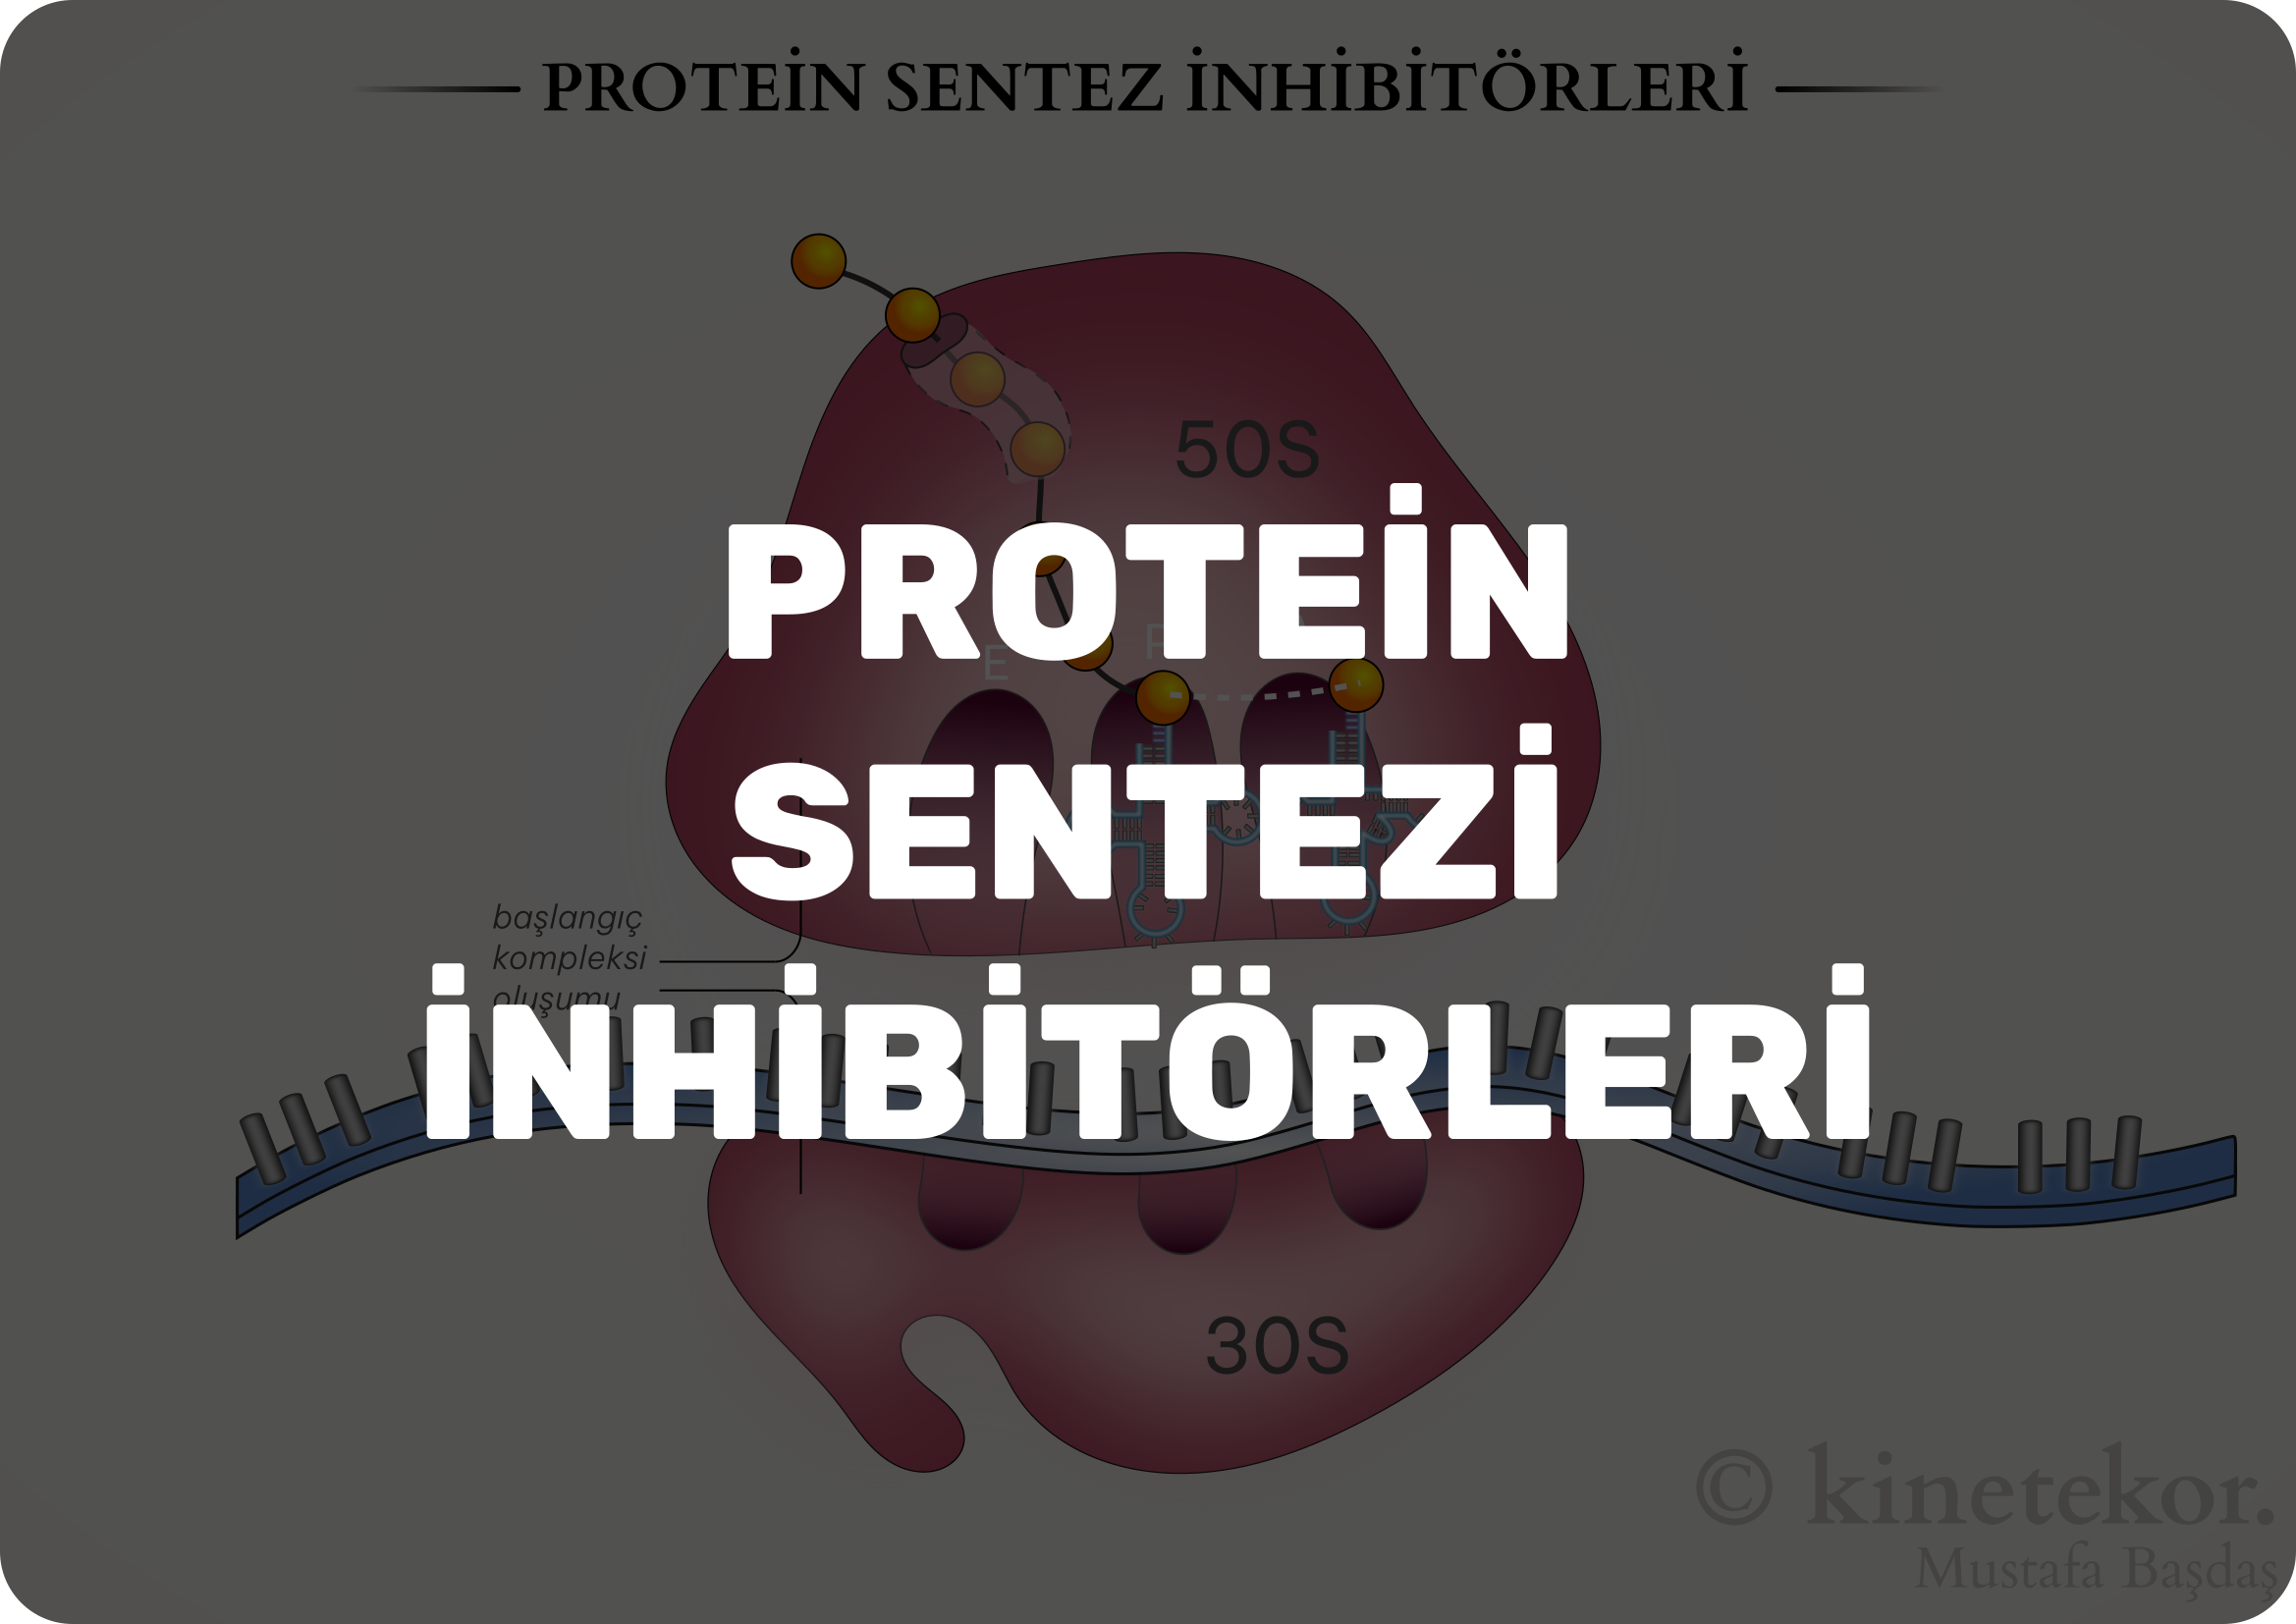 PROTEİN SENTEZ İNHİBİTÖRLERİ
50S
PROTEİN
E
P
SENTEZİ
başlangıç
kompleksi
oluşumu
İNHİBİTÖRLERİ
30S
© kinetekor.
Mustafa Başdaş